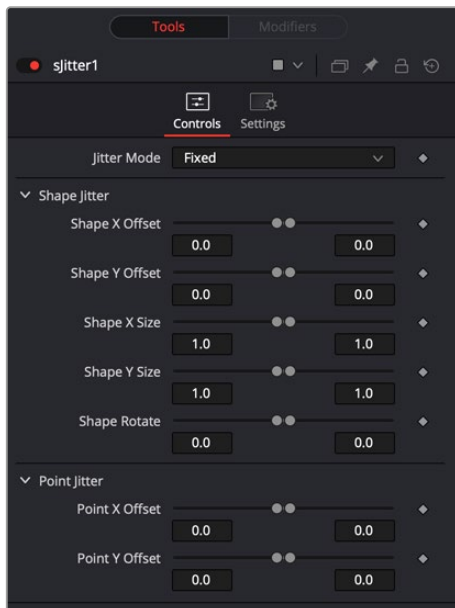 Tools Modifiers
sJitter1
Controls Settings
Jitter Mode Fixed
Shape Jitter
Shape X Offset
0.0 0.0
Shape Y Offset
0.0 0.0
Shape X Size
1.0 1.0
Shape Y Size
1.0 1.0
Shape Rotate
0.0 0.0
Point Jitter
Point X Offset
0.0 0.0
Point Y Offset
0.0 0.0